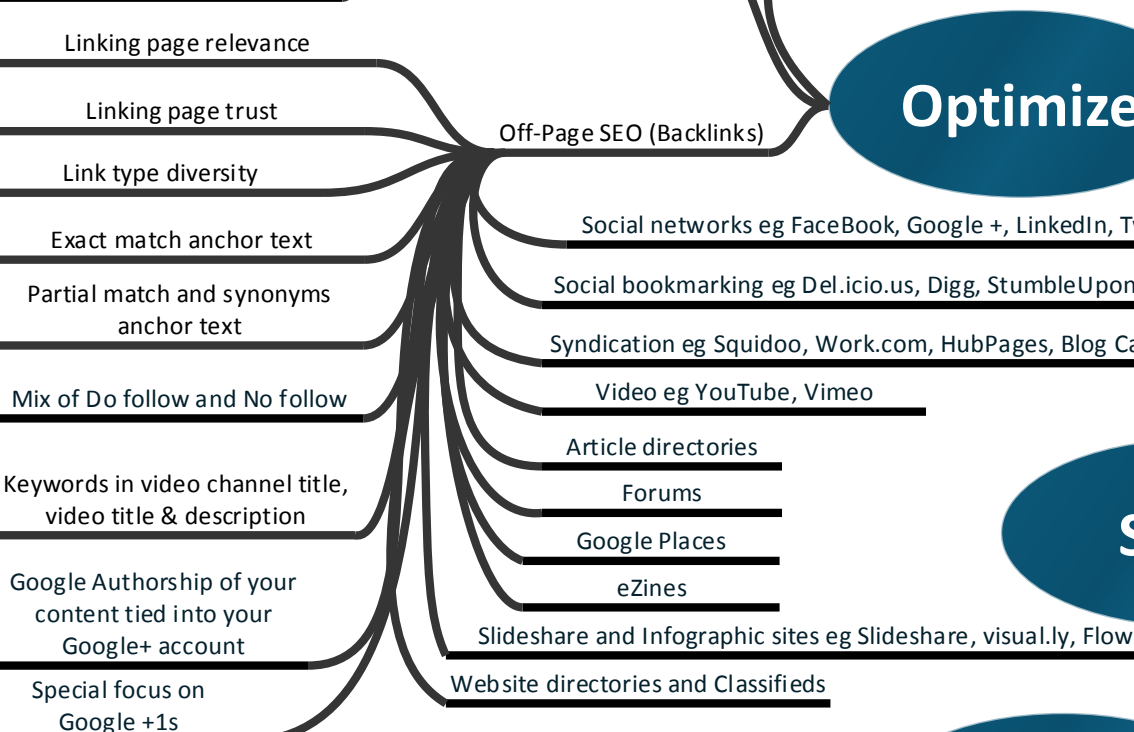 Linking page relevance
Linking page trust
Link type diversity
Exact match anchor text
Partial match and synonyms
anchor text
Mix of Do follow and No follow
Keywords in video channel title,
video title & description
Google Authorship of your
content tied into your
Google+ account
Special focus on
Google +1s
Off-Page SEO (Backlinks)
Optimize
Social networks eg FaceBook, Google +, LinkedIn,
Social bookmarking eg Del.icio.us, Digg, StumbleUpon
Syndication eg Squidoo, Work.com, HubPages, Blog
Video eg YouTube, Vimeo
Article directories
Forums
Google Places
eZines
Slideshare and Infographic sites eg Slideshare, visual.ly, Flow
Website directories and Classifieds
S